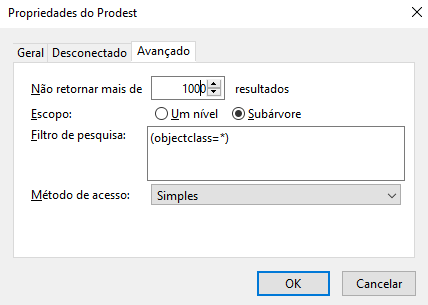 Propriedades do Prodest
Geral Desconectado Avançado
Não retornar mais de 1000 resultados
Escopo: Um nível Subárvore
Filtro de pesquisa: (objectclass=*)
Método de acesso: Simples
OK Cancelar